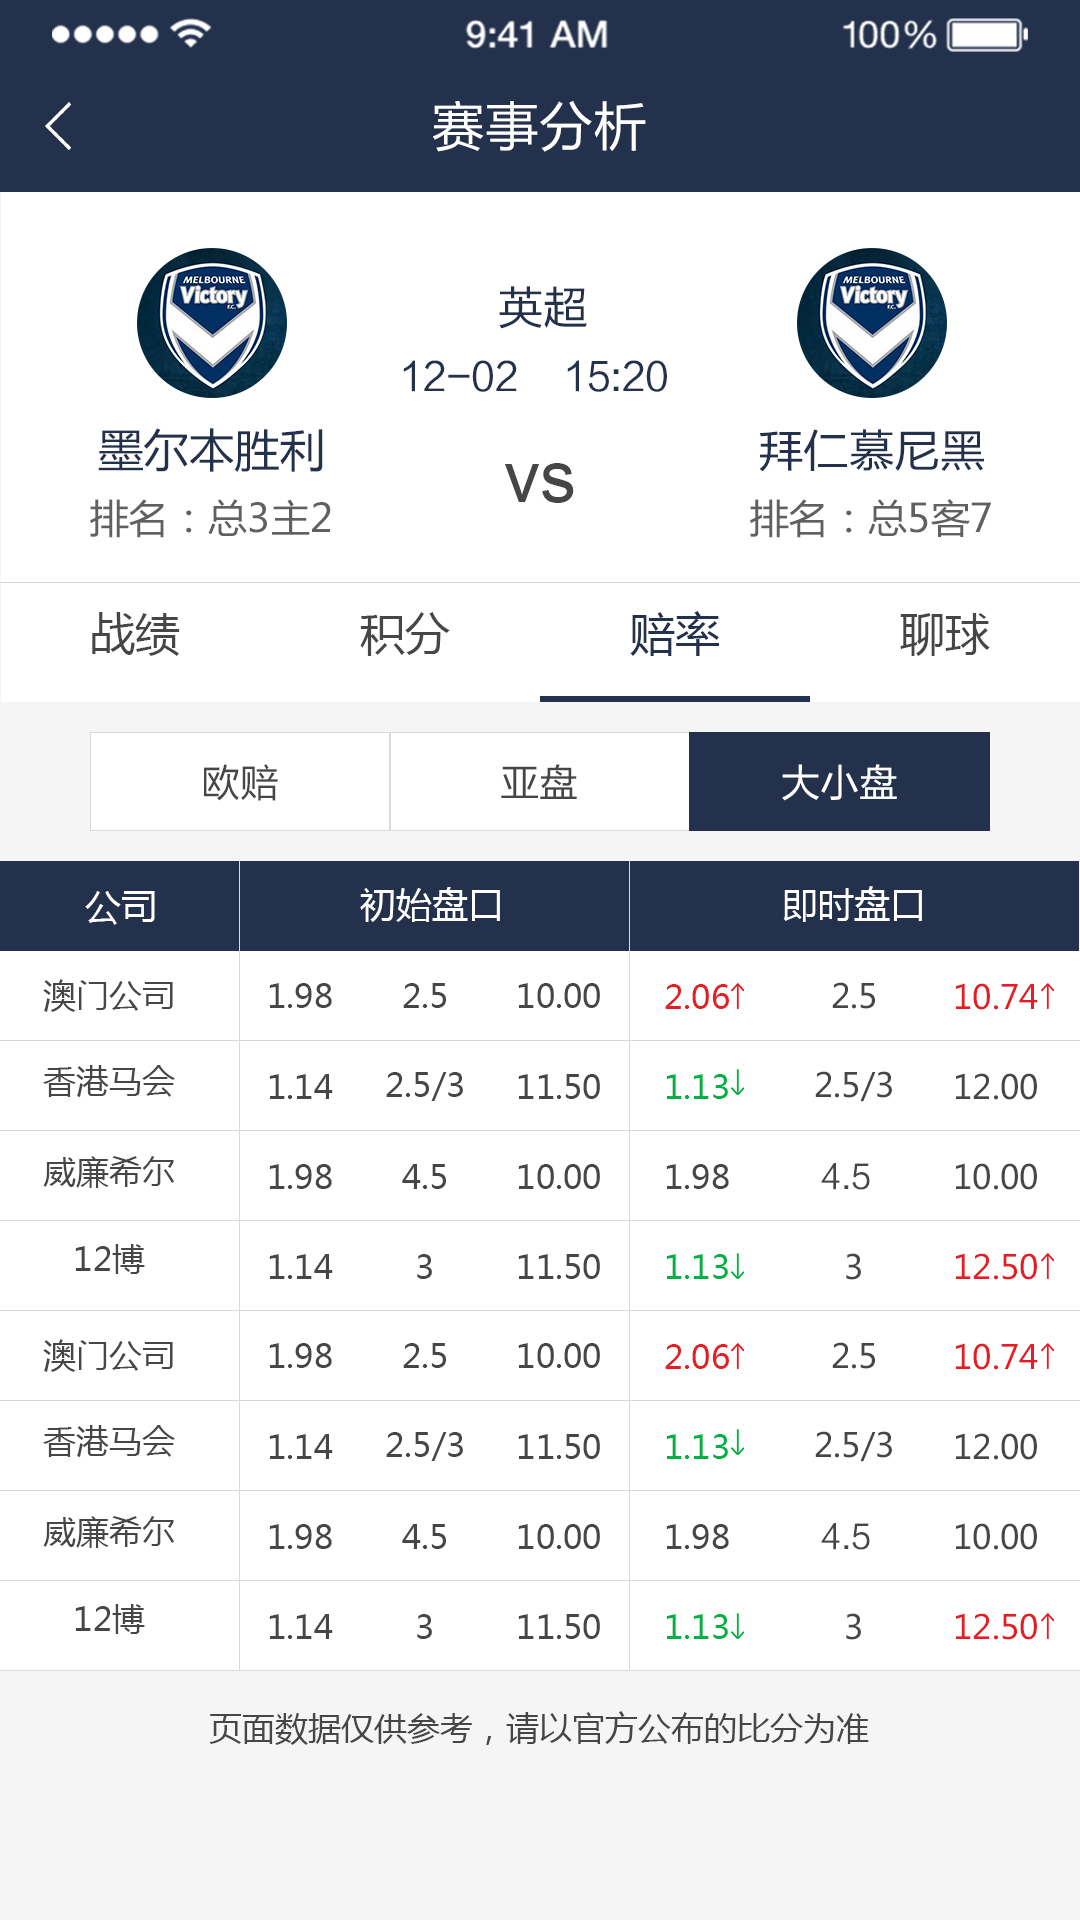 9:41 AM 100%
赛事分析
MELBOURNE
Victory
F.C.
MELBOURNE
Victory
F.C.
英超
12-02 15:20
墨尔本胜利 vs 拜仁慕尼黑
排名：总3主2 排名：总5客7
战绩 积分 赔率 聊球
欧赔 亚盘 大小盘
公司 初始盘口 即时盘口
澳门公司 1.98 2.5 10.00 2.06↑ 2.5 10.74↑
香港马会 1.14 2.5/3 11.50 1.13↓ 2.5/3 12.00
威廉希尔 1.98 4.5 10.00 1.98 4.5 10.00
12博 1.14 3 11.50 1.13↓ 3 12.50↑
澳门公司 1.98 2.5 10.00 2.06↑ 2.5 10.74↑
香港马会 1.14 2.5/3 11.50 1.13↓ 2.5/3 12.00
威廉希尔 1.98 4.5 10.00 1.98 4.5 10.00
12博 1.14 3 11.50 1.13↓ 3 12.50↑
页面数据仅供参考，请以官方公布的比分为准